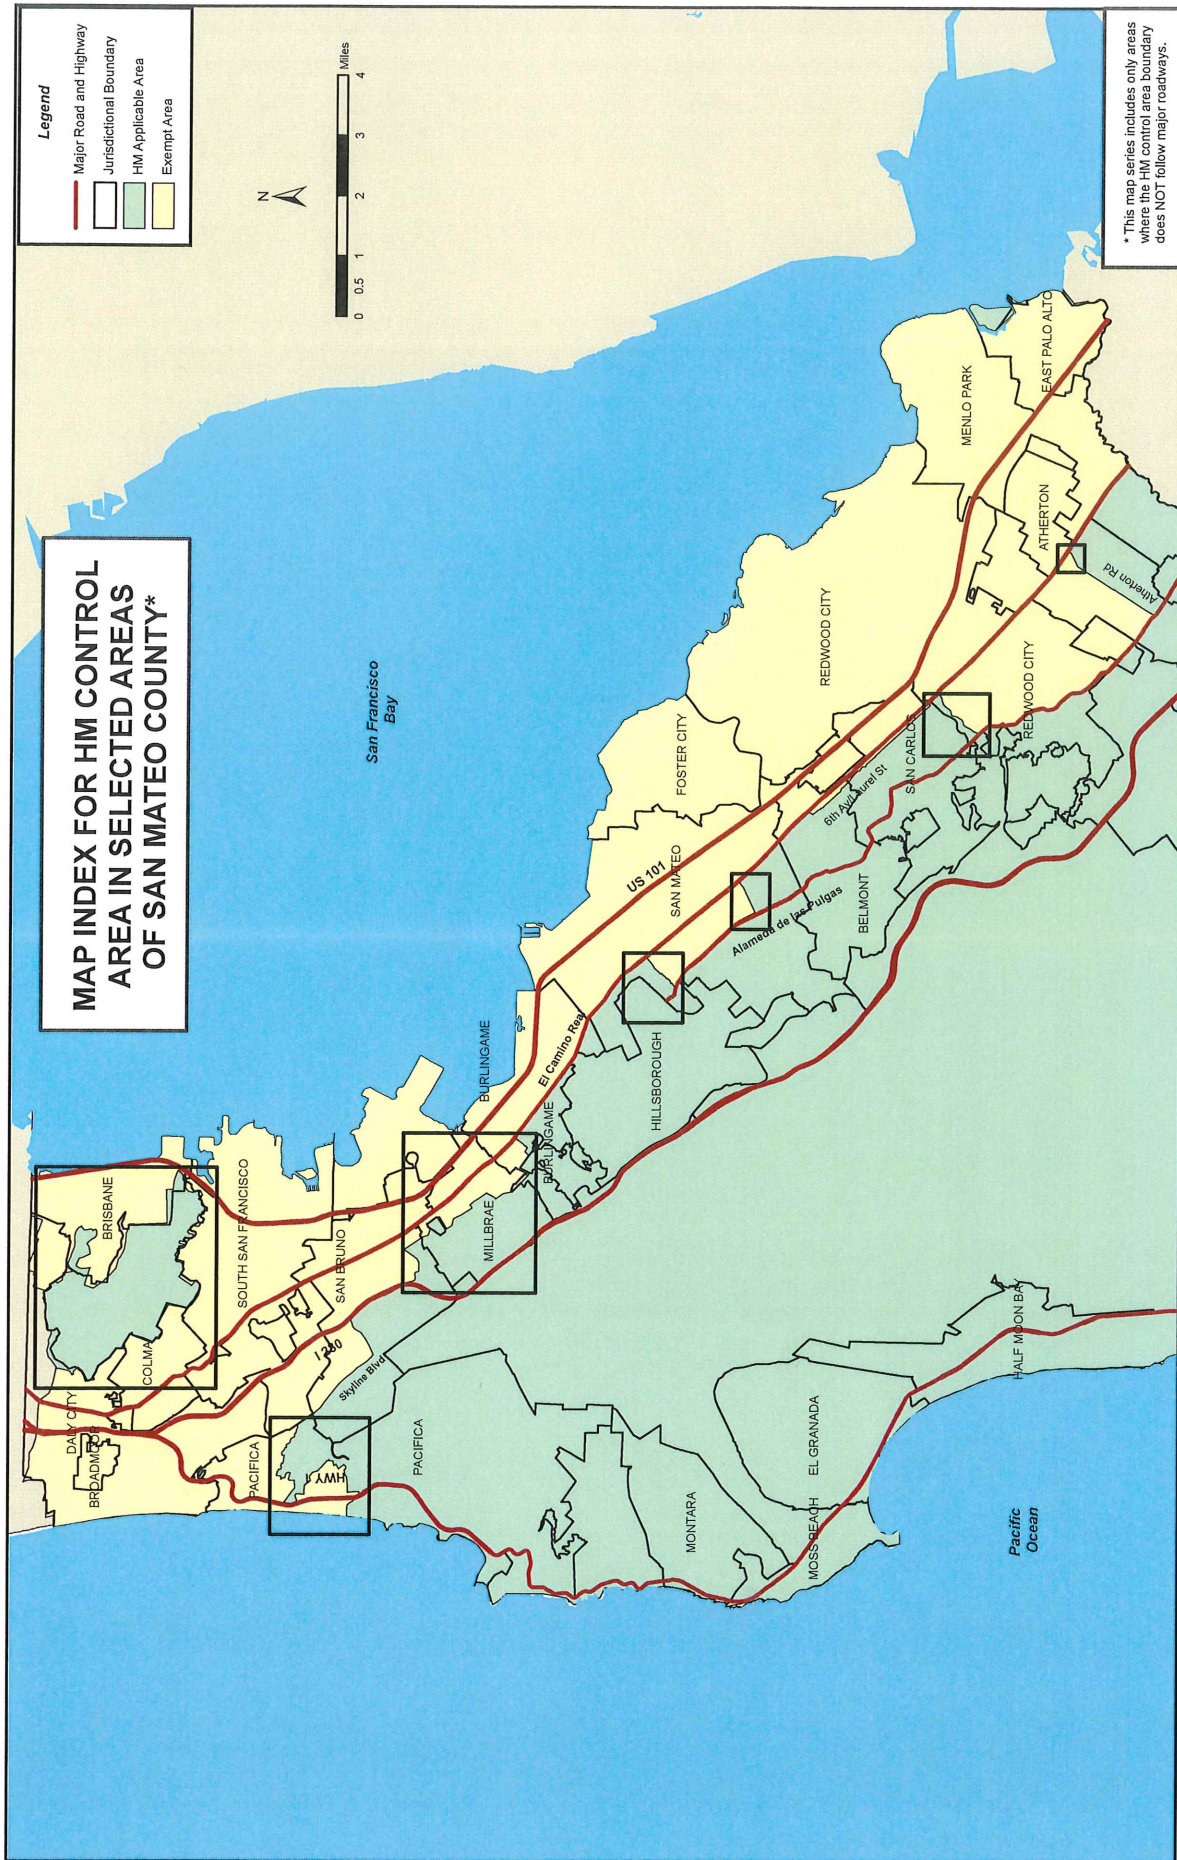 MAP INDEX FOR HM CONTROL
AREA IN SELECTED AREAS
OF SAN MATEO COUNTY*
Legend
Major Road and Highway
Jurisdictional Boundary
HM Applicable Area
Exempt Area
N
0 0.5 1 2 3 4
Miles
San Francisco
Bay
BRISBANE
DALY CITY
BROADMOOR
COLMA
SOUTH SAN FRANCISCO
SAN BRUNO
I 280
PACIFICA
HWY 1
Skyline Blvd
PACIFICA
MILLBRAE
BURLINGAME
BURLINGAME
El Camino Real
HILLSBOROUGH
US 101
SAN MATEO
FOSTER CITY
Alameda de las Pulgas
BELMONT
6th Av/Laurel St
SAN CARLOS
REDWOOD CITY
REDWOOD CITY
MENLO PARK
ATHERTON
EAST PALO ALTO
Atherton Rd
MONTARA
MOSS BEACH
EL GRANADA
HALF MOON BAY
Pacific
Ocean
* This map series includes only areas
where the HM control area boundary
does NOT follow major roadways.